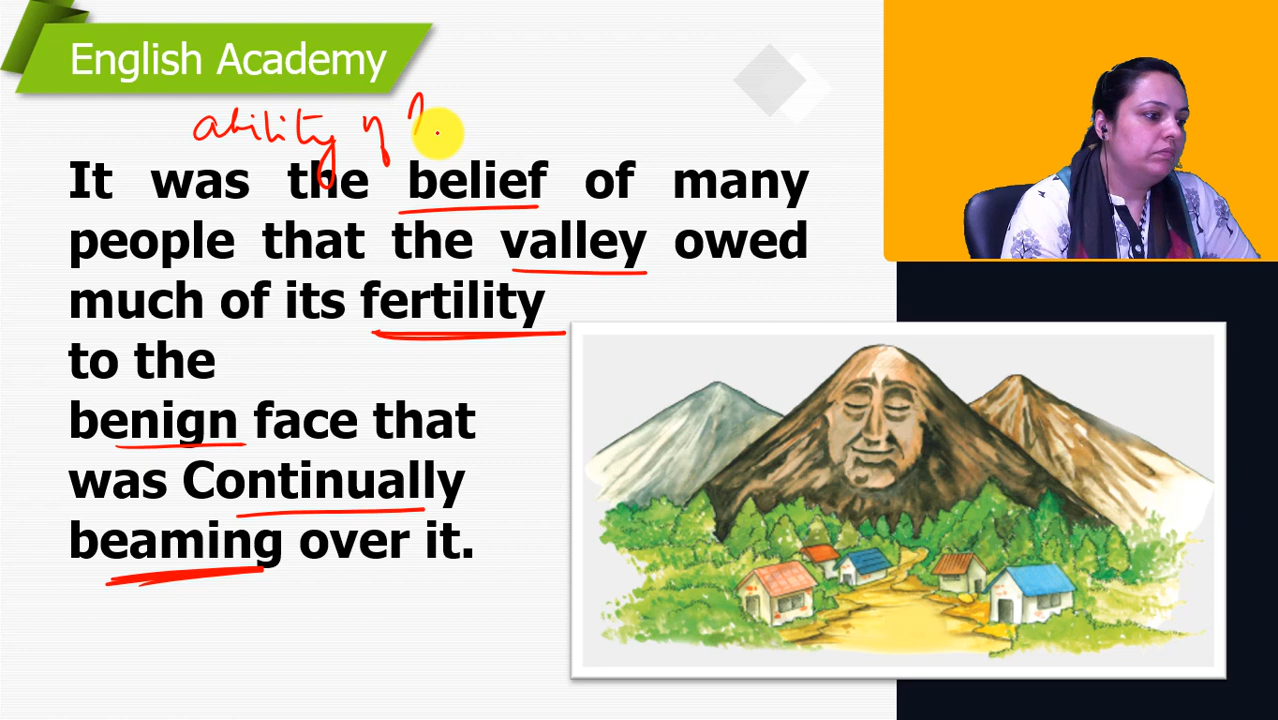 English Academy
ability
It was the belief of many
people that the valley owed
much of its fertility
to the
benign face that
was Continually
beaming over it.